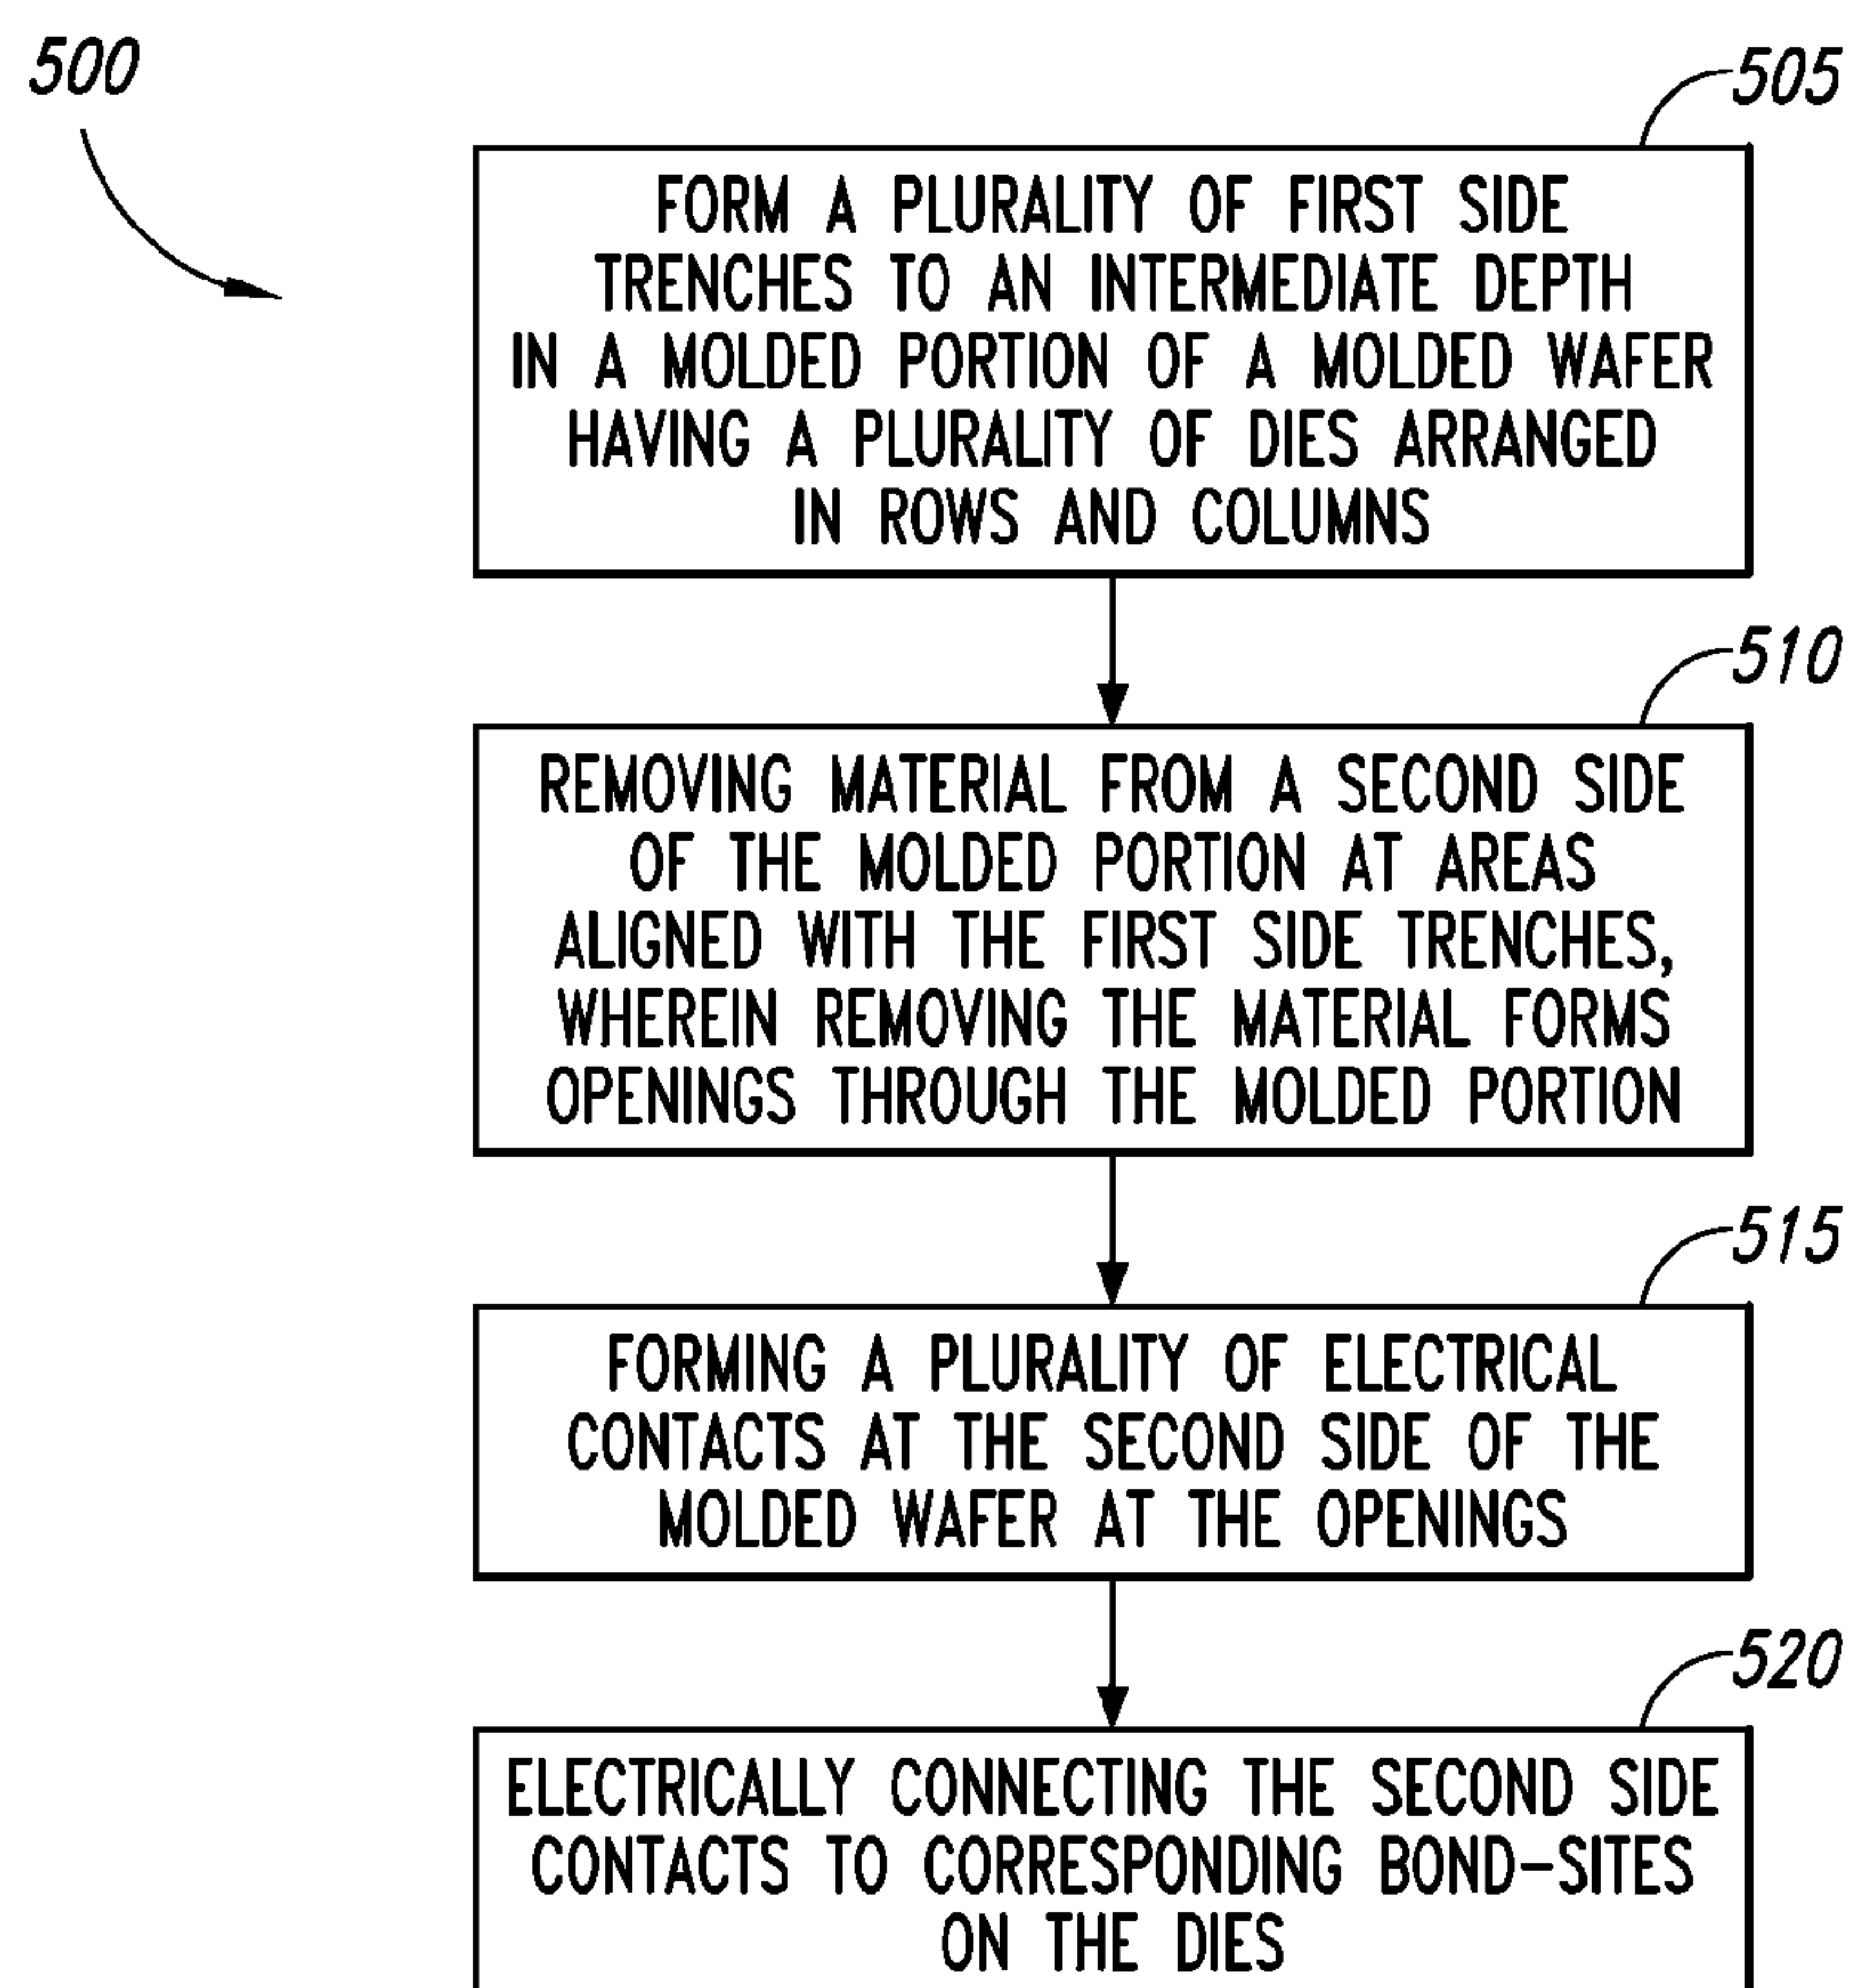 500
505
FORM A PLURALITY OF FIRST SIDE
TRENCHES TO AN INTERMEDIATE DEPTH
IN A MOLDED PORTION OF A MOLDED WAFER
HAVING A PLURALITY OF DIES ARRANGED
IN ROWS AND COLUMNS
510
REMOVING MATERIAL FROM A SECOND SIDE
OF THE MOLDED PORTION AT AREAS
ALIGNED WITH THE FIRST SIDE TRENCHES,
WHEREIN REMOVING THE MATERIAL FORMS
OPENINGS THROUGH THE MOLDED PORTION
515
FORMING A PLURALITY OF ELECTRICAL
CONTACTS AT THE SECOND SIDE OF THE
MOLDED WAFER AT THE OPENINGS
520
ELECTRICALLY CONNECTING THE SECOND SIDE
CONTACTS TO CORRESPONDING BOND-SITES
ON THE DIES